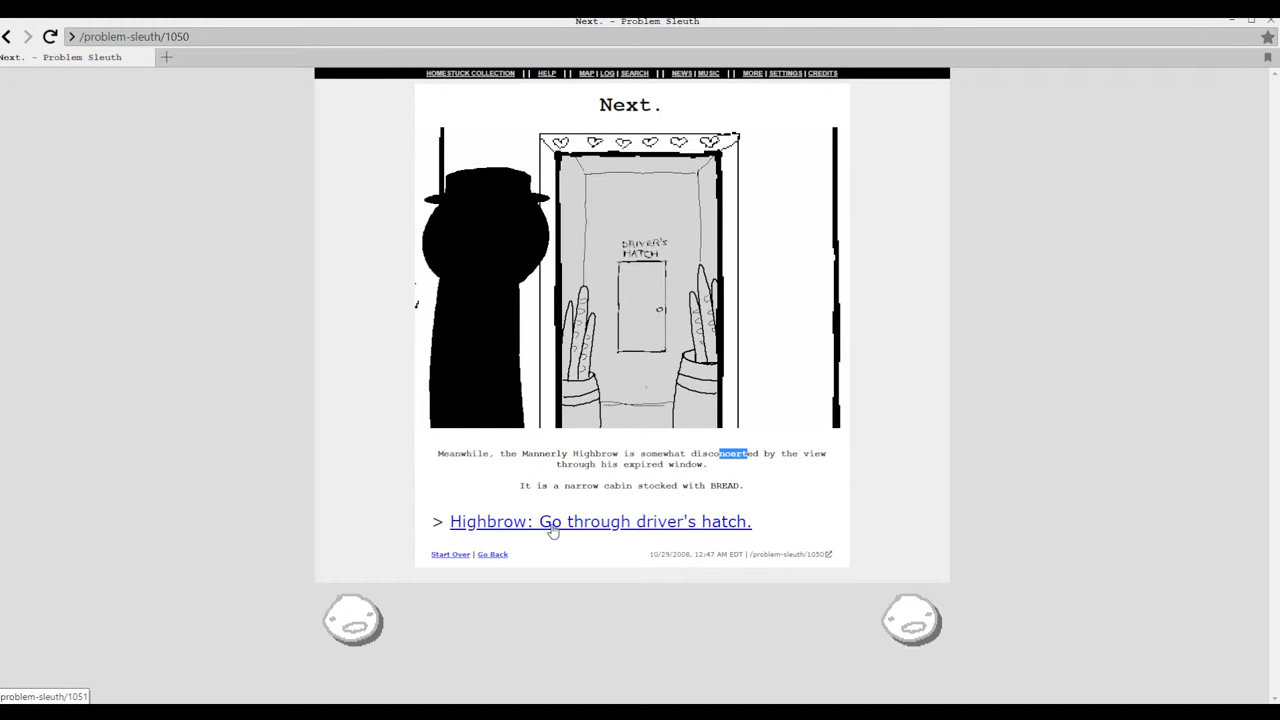 Next. - Problem Sleuth
/problem-sleuth/1050
Next. - Problem Sleuth
HOMESTUCK COLLECTION || HELP || MAP | LOG | SEARCH || NEWS | MUSIC || MORE | SETTINGS | CREDITS
Next.
DRIVER'S
HATCH
Meanwhile, the Mannerly Highbrow is somewhat disconcerted by the view
through his expired window.
It is a narrow cabin stocked with BREAD.
> Highbrow: Go through driver's hatch.
Start Over | Go Back
10/29/2008, 12:47 AM EDT | /problem-sleuth/1050
problem-sleuth/1051